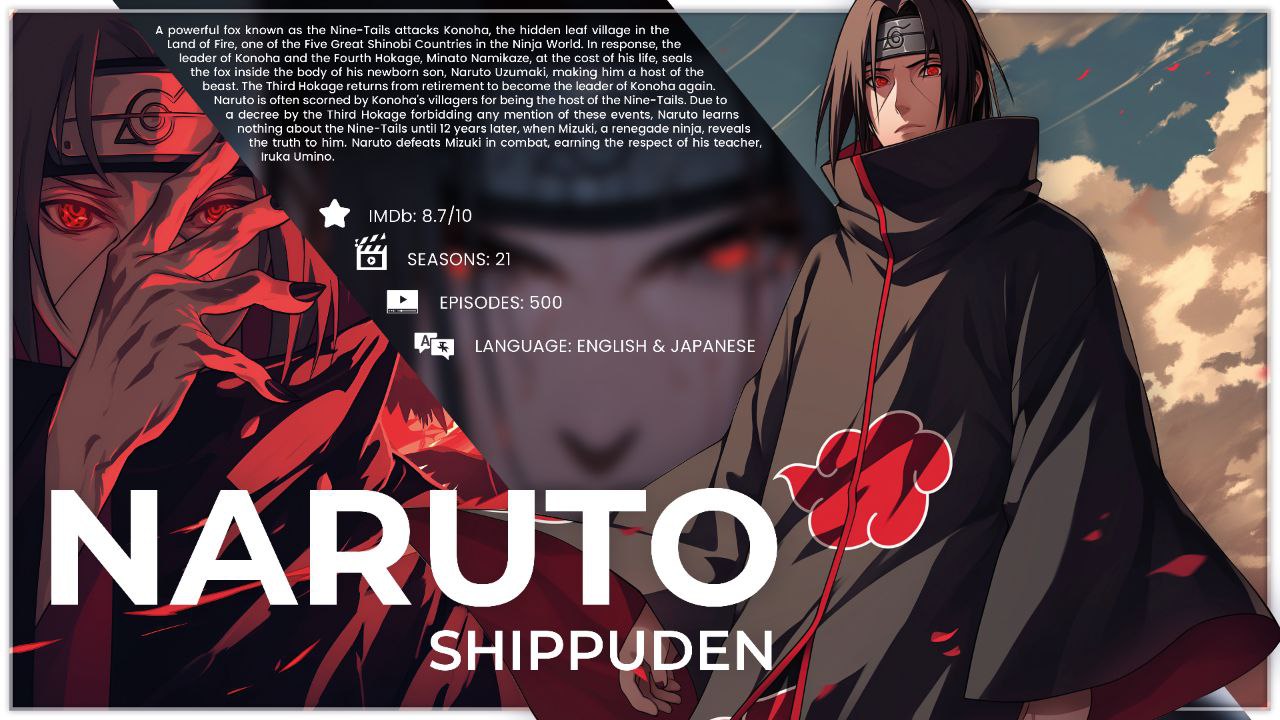 A powerful fox known as the Nine-Tails attacks Konoha, the hidden leaf village in the
Land of Fire, one of the Five Great Shinobi Countries in the Ninja World. In response, the
leader of Konoha and the Fourth Hokage, Minato Namikaze, at the cost of his life, seals
the fox inside the body of his newborn son, Naruto Uzumaki, making him a host of the
beast. The Third Hokage returns from retirement to become the leader of Konoha again.
Naruto is often scorned by Konoha's villagers for being the host of the Nine-Tails. Due to
a decree by the Third Hokage forbidding any mention of these events, Naruto learns
nothing about the Nine-Tails until 12 years later, when Mizuki, a renegade ninja, reveals
the truth to him. Naruto defeats Mizuki in combat, earning the respect of his teacher,
Iruka Umino.
IMDb: 8.7/10
SEASONS: 21
EPISODES: 500
LANGUAGE: ENGLISH & JAPANESE
NARUTO
SHIPPUDEN